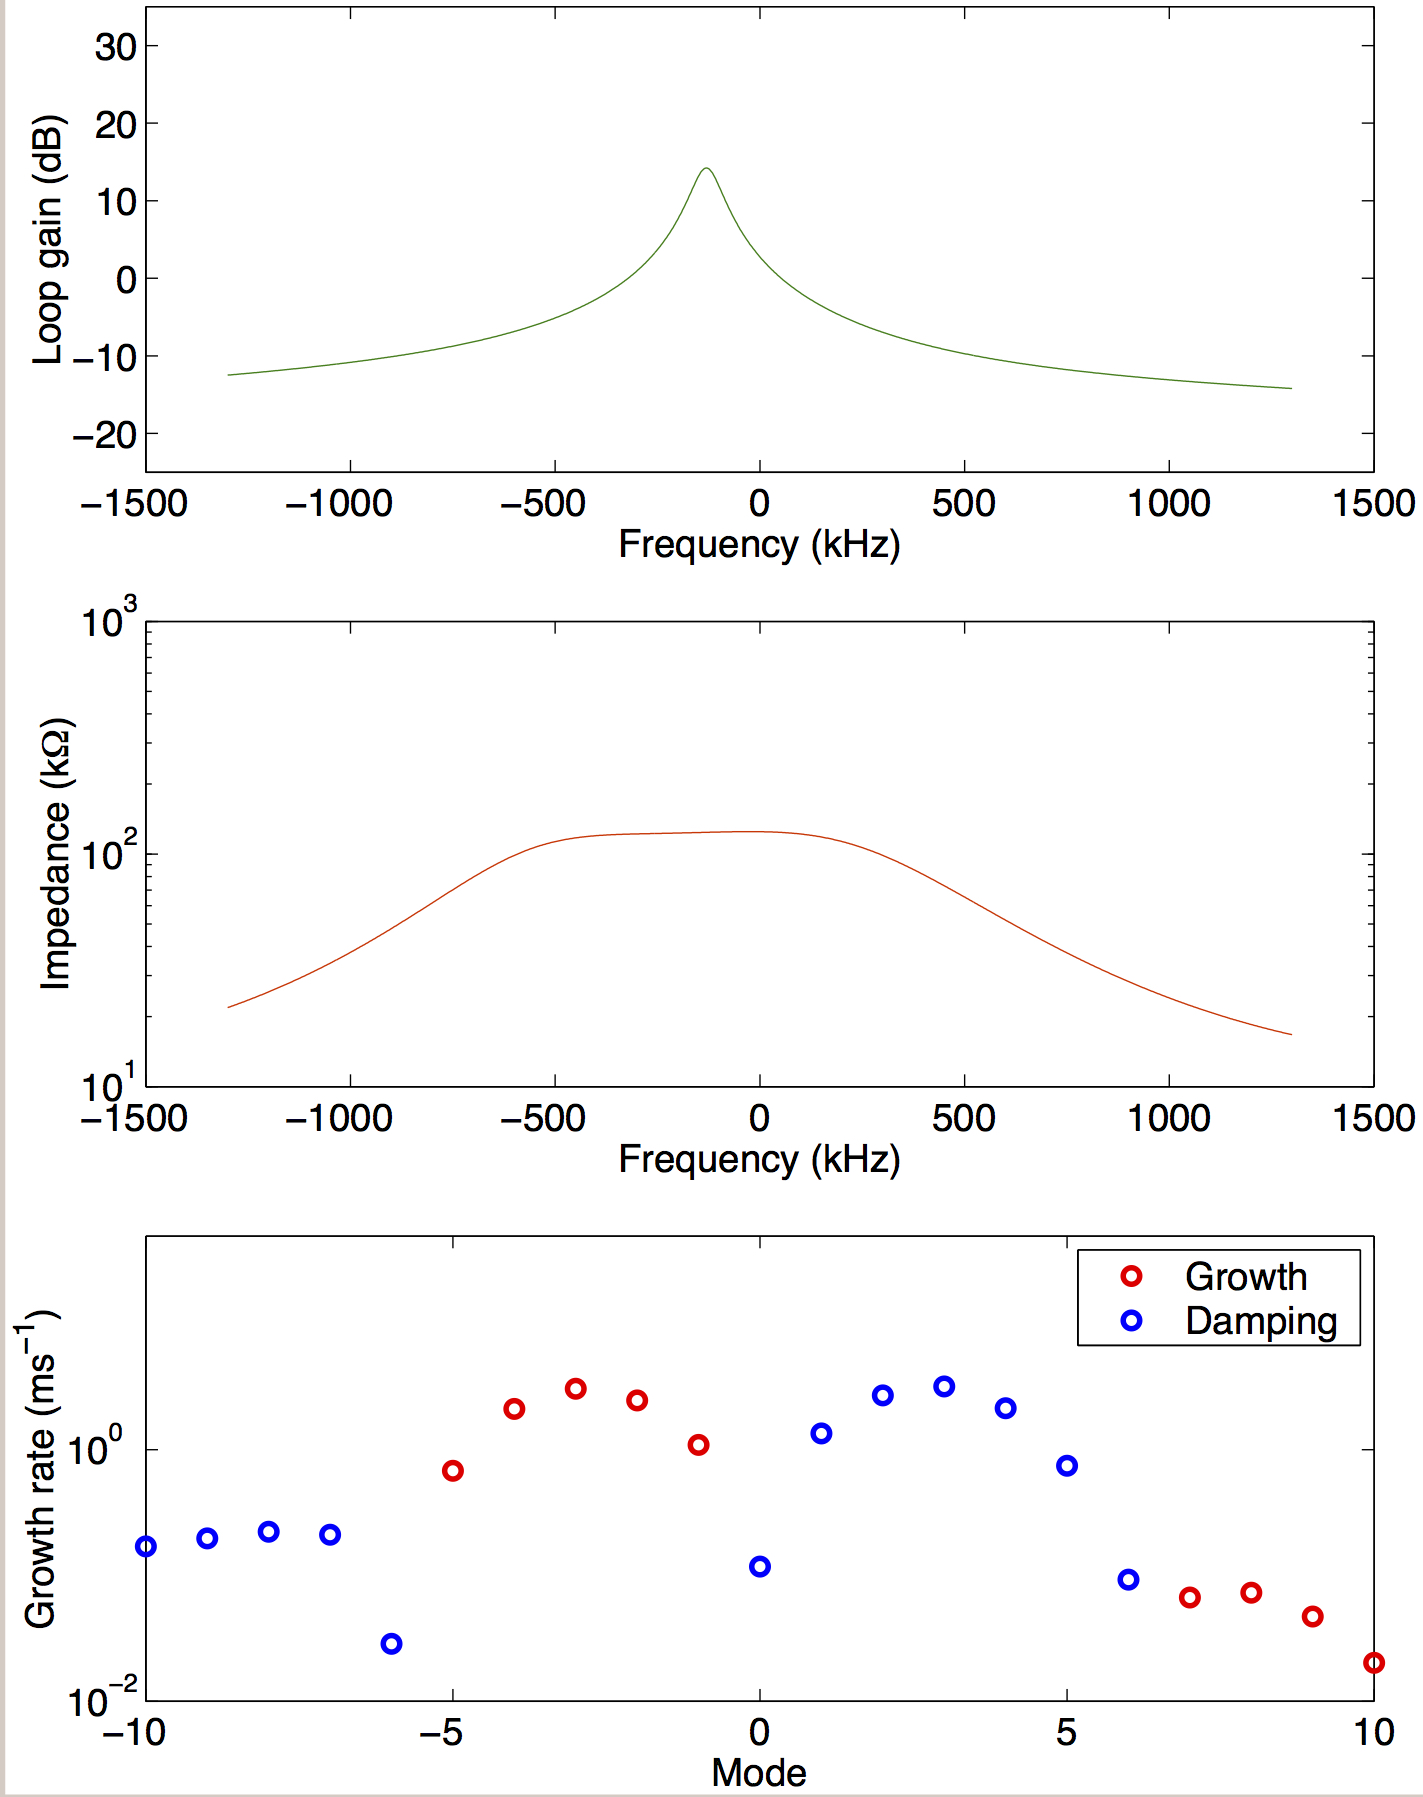 30
20
10
0
−10
−20
Loop gain (dB)
−1500 −1000 −500 0 500 1000 1500
Frequency (kHz)
10³
10²
10¹
Impedance (kΩ)
−1500 −1000 −500 0 500 1000 1500
Frequency (kHz)
Growth
Damping
10⁰
10⁻²
Growth rate (ms⁻¹)
−10 −5 0 5 10
Mode